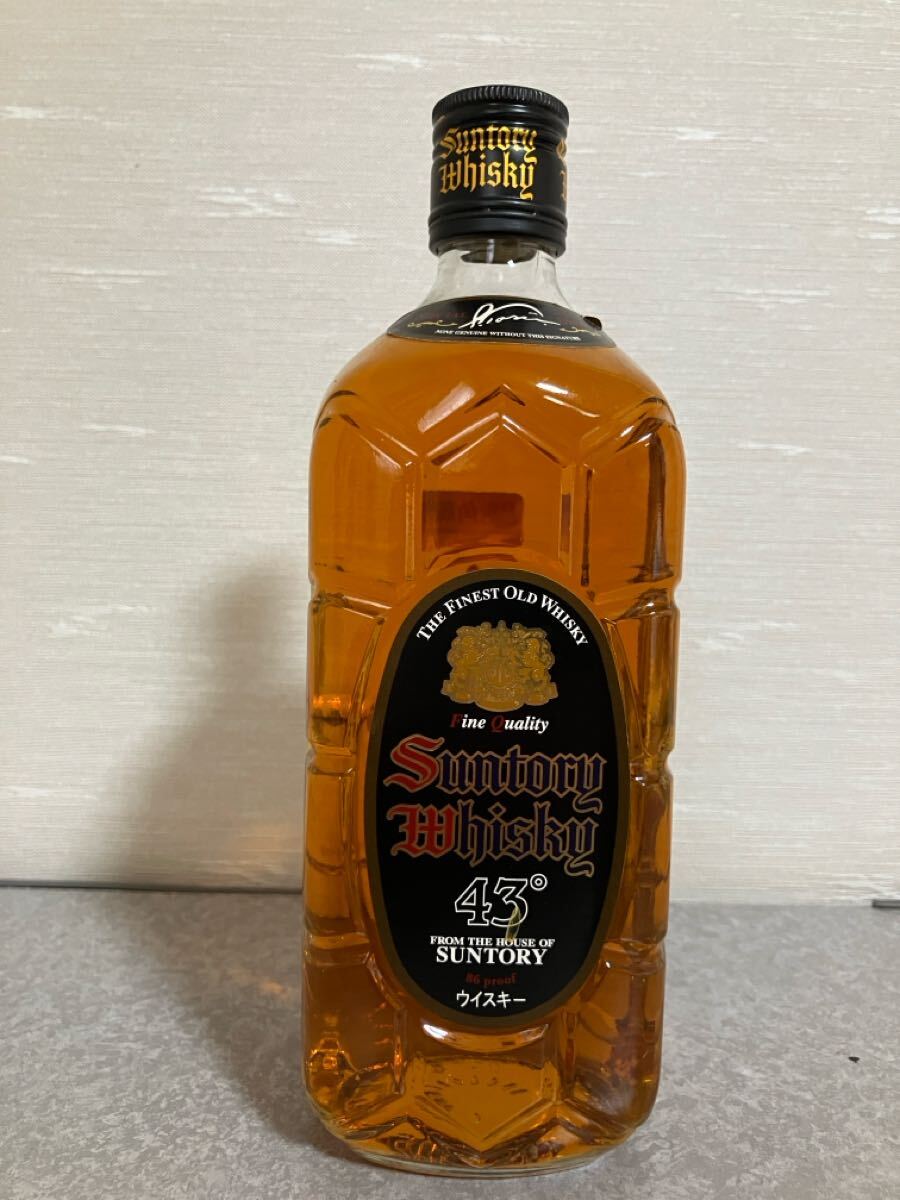 Suntory
Whisky
NONE GENUINE WITHOUT THIS SIGNATURE
THE FINEST OLD WHISKY
Fine Quality
Suntory
Whisky
43°
FROM THE HOUSE OF
SUNTORY
86 proof
ウイスキー